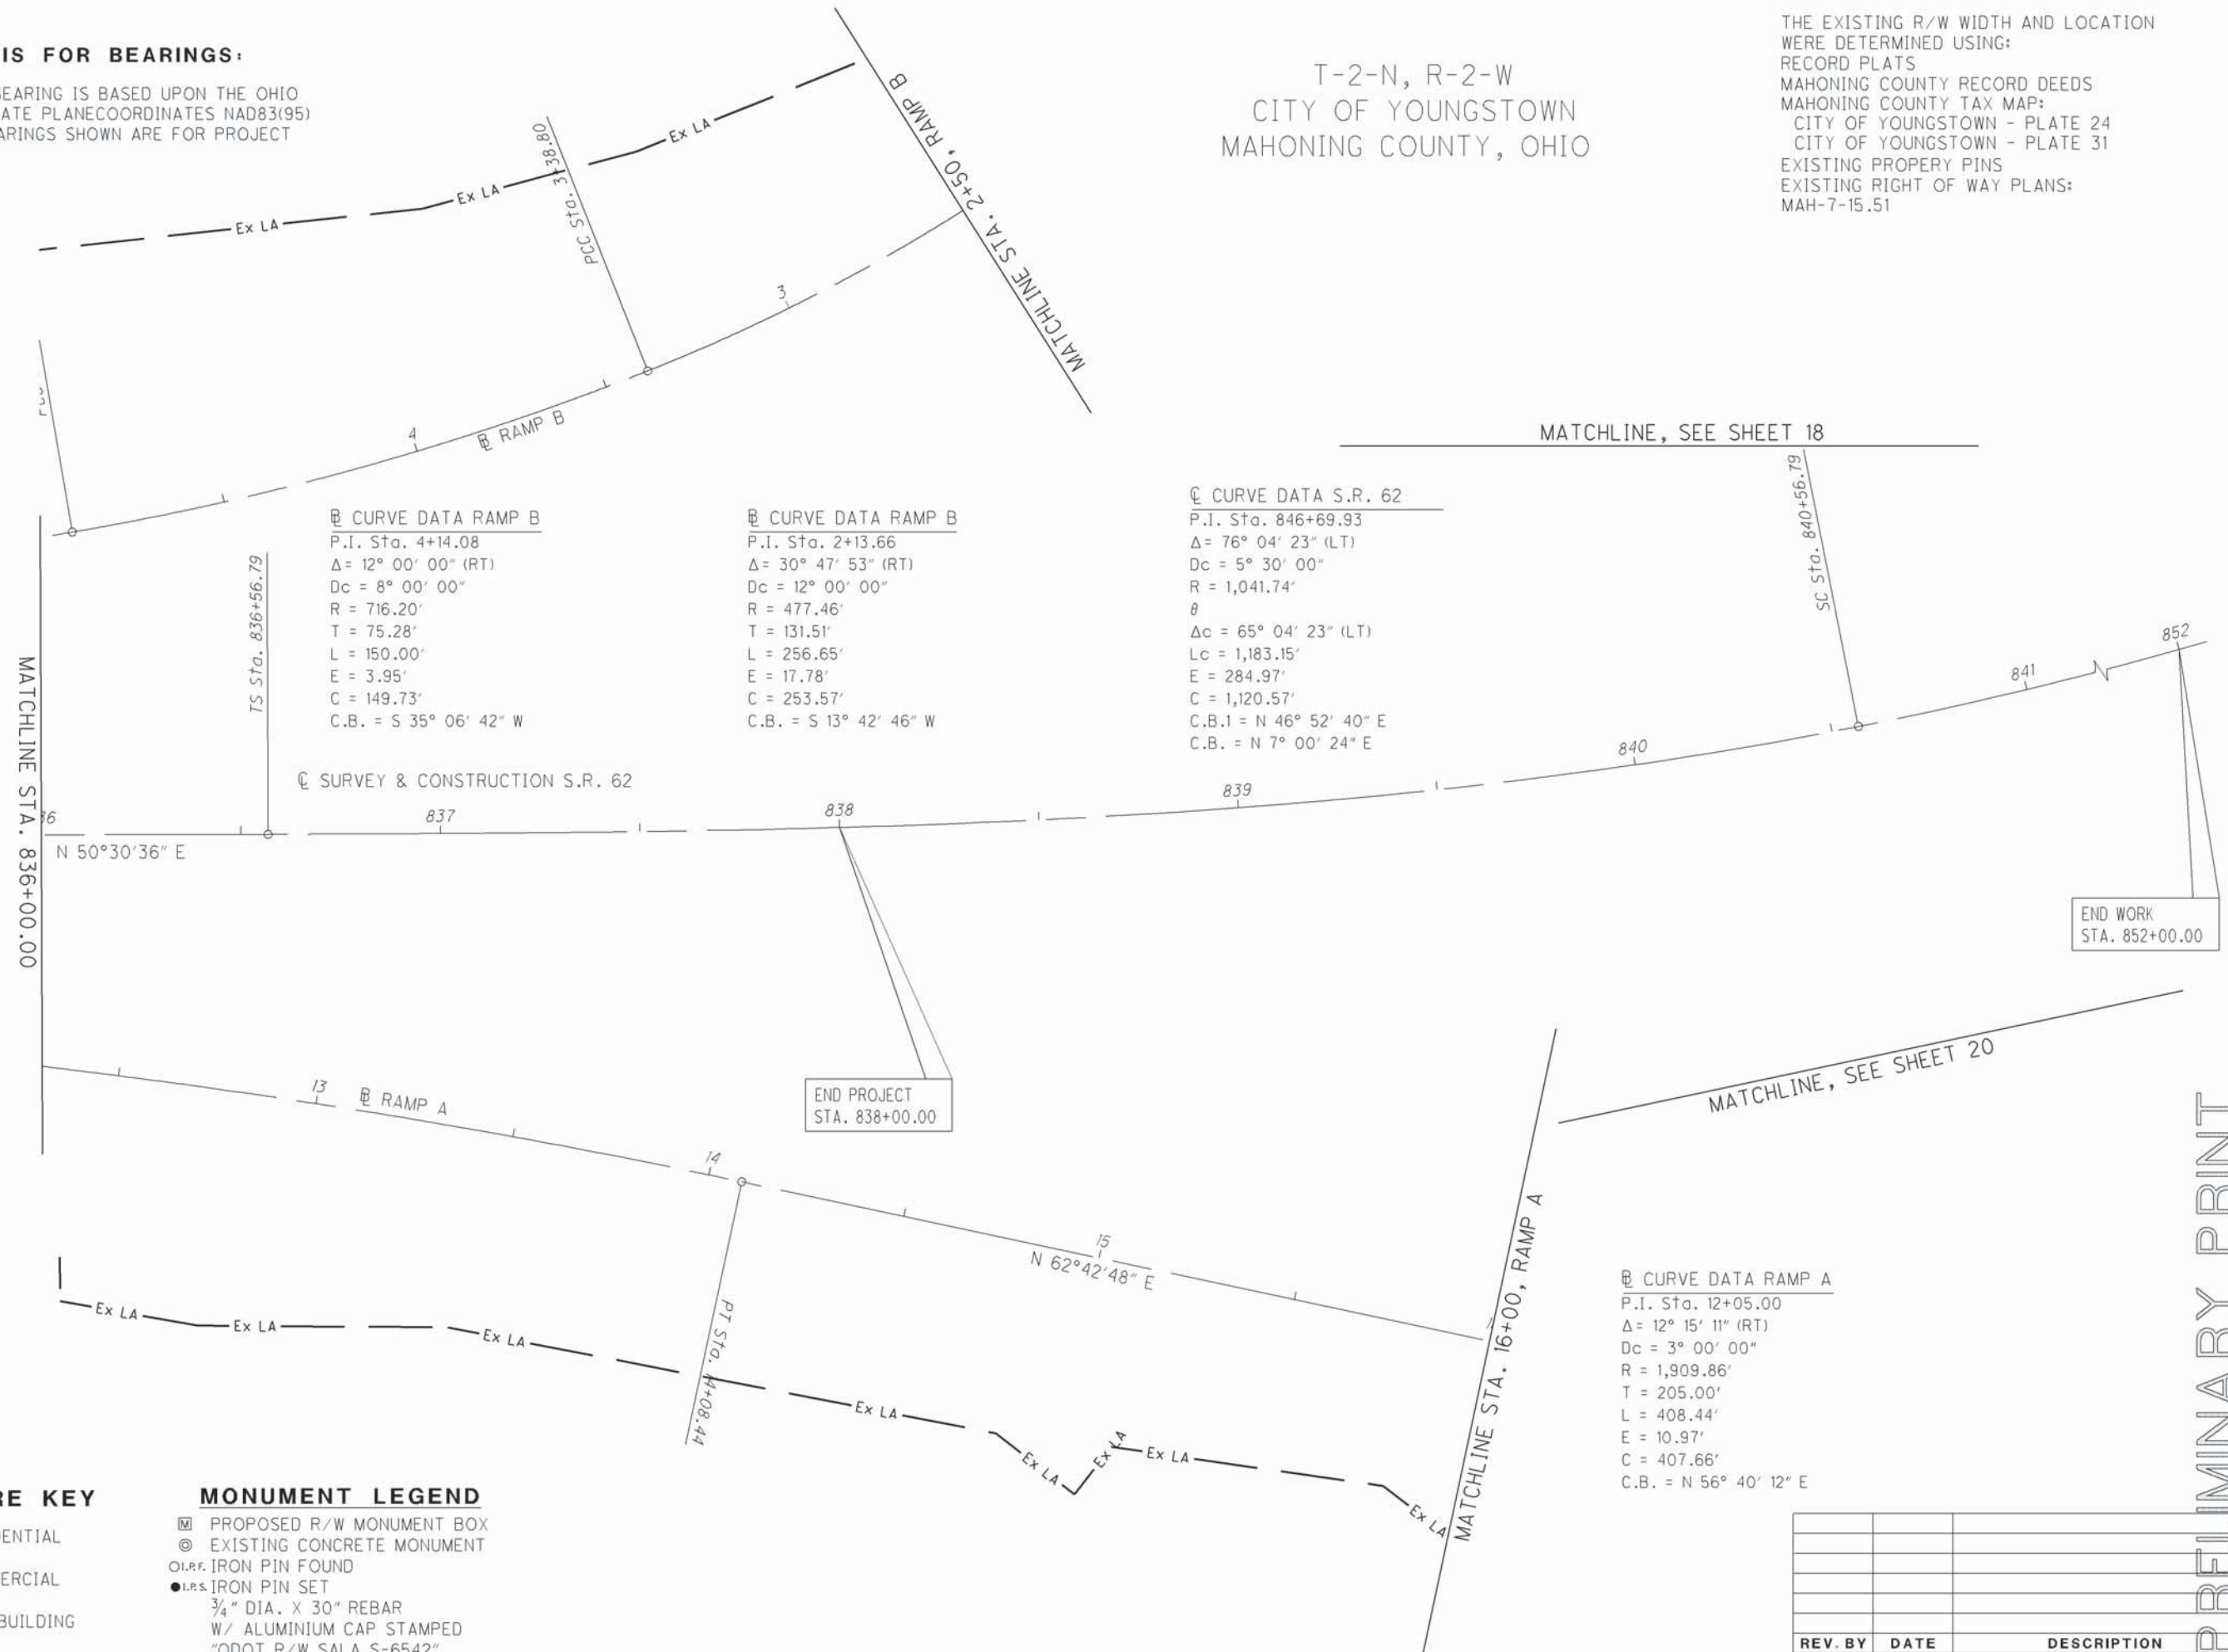 IS FOR BEARINGS:
BEARING IS BASED UPON THE OHIO
ATE PLANECOORDINATES NAD83(95)
ARINGS SHOWN ARE FOR PROJECT
T-2-N, R-2-W
CITY OF YOUNGSTOWN
MAHONING COUNTY, OHIO
THE EXISTING R/W WIDTH AND LOCATION
WERE DETERMINED USING:
RECORD PLATS
MAHONING COUNTY RECORD DEEDS
MAHONING COUNTY TAX MAP:
CITY OF YOUNGSTOWN - PLATE 24
CITY OF YOUNGSTOWN - PLATE 31
EXISTING PROPERY PINS
EXISTING RIGHT OF WAY PLANS:
MAH-7-15.51
Ex LA
Ex LA
Ex LA
PCC Sta. 3+38.80
MATCHLINE STA. 2+50, RAMP B
3
4
℄ RAMP B
MATCHLINE, SEE SHEET 18
SC Sta. 840+56.79
TS Sta. 836+56.79
MATCHLINE STA. 836+00.00
℄ CURVE DATA RAMP B
P.I. Sta. 4+14.08
Δ= 12° 00' 00" (RT)
Dc = 8° 00' 00"
R = 716.20'
T = 75.28'
L = 150.00'
E = 3.95'
C = 149.73'
C.B. = S 35° 06' 42" W
℄ CURVE DATA RAMP B
P.I. Sta. 2+13.66
Δ= 30° 47' 53" (RT)
Dc = 12° 00' 00"
R = 477.46'
T = 131.51'
L = 256.65'
E = 17.78'
C = 253.57'
C.B. = S 13° 42' 46" W
℄ CURVE DATA S.R. 62
P.I. Sta. 846+69.93
Δ= 76° 04' 23" (LT)
Dc = 5° 30' 00"
R = 1,041.74'
θ
Δc = 65° 04' 23" (LT)
Lc = 1,183.15'
E = 284.97'
C = 1,120.57'
C.B.1 = N 46° 52' 40" E
C.B. = N 7° 00' 24" E
℄ SURVEY & CONSTRUCTION S.R. 62
36
837
838
839
840
841
852
N 50°30'36" E
END WORK
STA. 852+00.00
END PROJECT
STA. 838+00.00
MATCHLINE, SEE SHEET 20
13
℄ RAMP A
14
15
N 62°42'48" E
PT Sta. 14+08.44
MATCHLINE STA. 16+00, RAMP A
Ex LA
Ex LA
Ex LA
Ex LA
Ex LA
Ex LA
Ex LA
Ex LA
℄ CURVE DATA RAMP A
P.I. Sta. 12+05.00
Δ= 12° 15' 11" (RT)
Dc = 3° 00' 00"
R = 1,909.86'
T = 205.00'
L = 408.44'
E = 10.97'
C = 407.66'
C.B. = N 56° 40' 12" E
RE KEY
DENTIAL
ERCIAL
BUILDING
MONUMENT LEGEND
M PROPOSED R/W MONUMENT BOX
◎ EXISTING CONCRETE MONUMENT
○I.P.F. IRON PIN FOUND
●I.P.S. IRON PIN SET
3/4" DIA. X 30" REBAR
W/ ALUMINIUM CAP STAMPED
"ODOT R/W SALA S-6542"
REV. BY DATE DESCRIPTION
PRELIMINARY PRINT